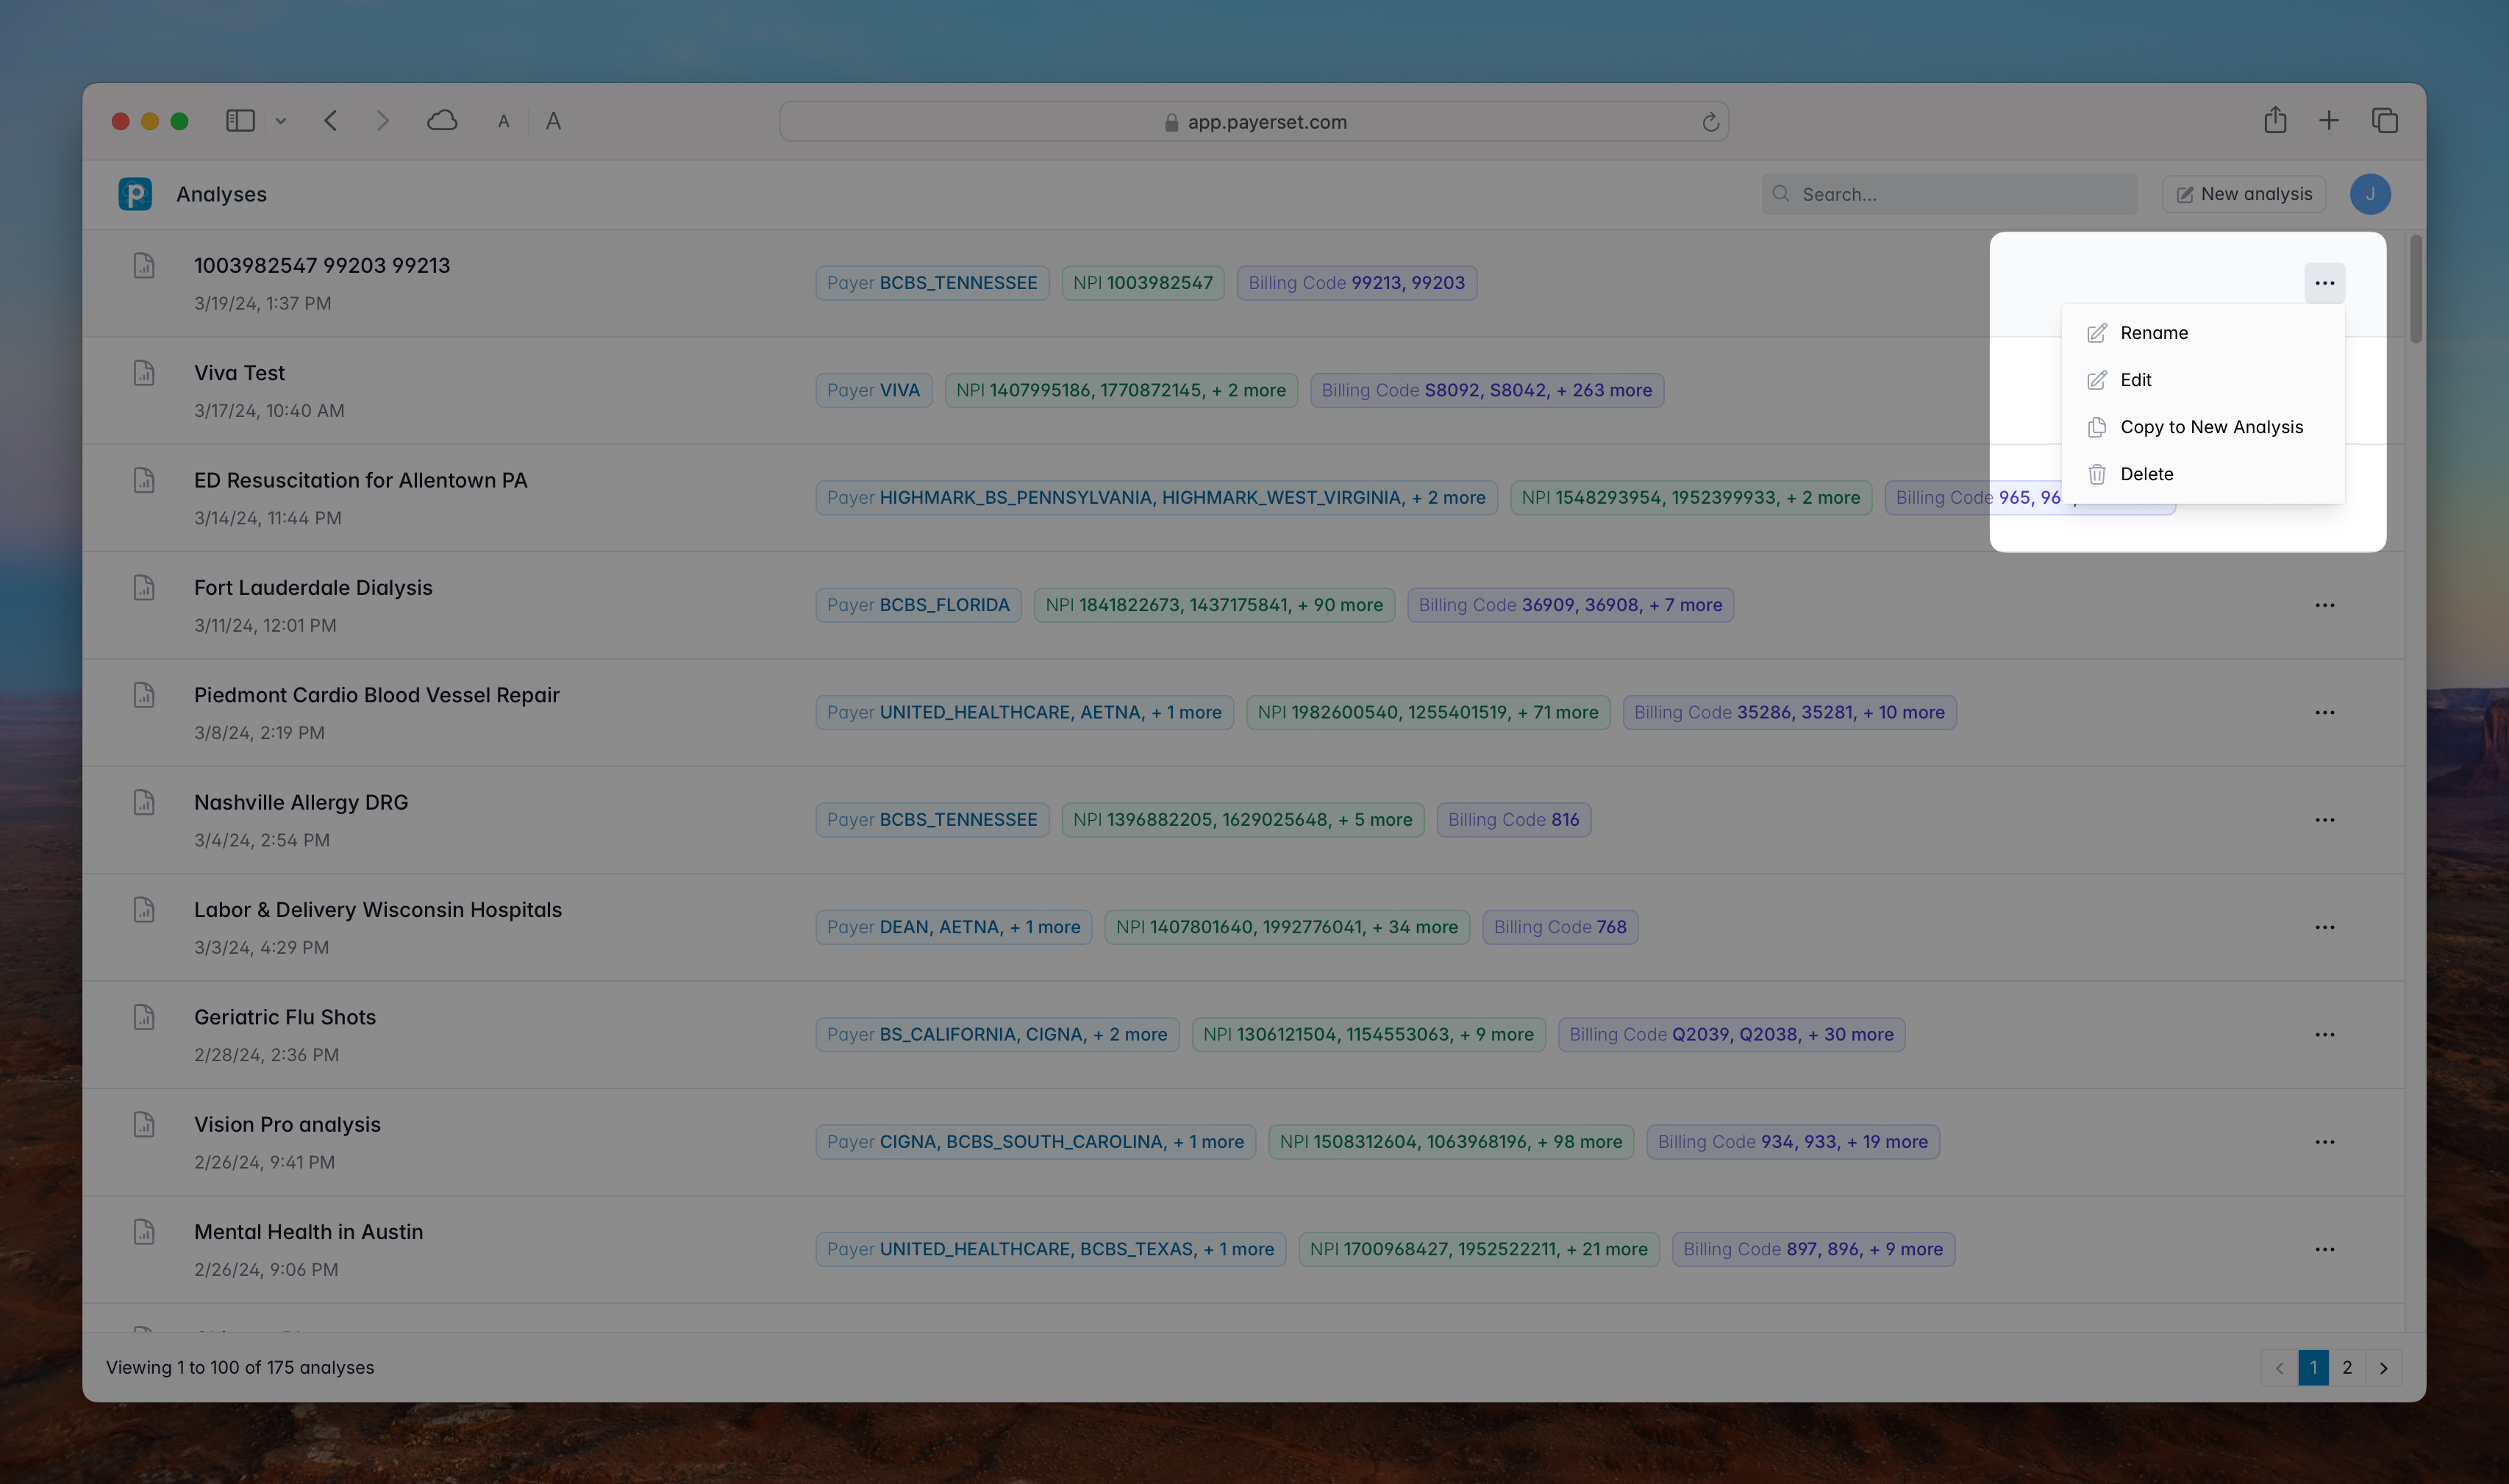 A A
app.payerset.com
p Analyses
Search...
New analysis
J
1003982547 99203 99213
Payer BCBS_TENNESSEE NPI 1003982547 Billing Code 99213, 99203
3/19/24, 1:37 PM
Rename
Edit
Copy to New Analysis
Delete
Viva Test
Payer VIVA NPI 1407995186, 1770872145, + 2 more Billing Code S8092, S8042, + 263 more
3/17/24, 10:40 AM
ED Resuscitation for Allentown PA
Payer HIGHMARK_BS_PENNSYLVANIA, HIGHMARK_WEST_VIRGINIA, + 2 more NPI 1548293954, 1952399933, + 2 more Billing Code 965,
3/14/24, 11:44 PM
Fort Lauderdale Dialysis
Payer BCBS_FLORIDA NPI 1841822673, 1437175841, + 90 more Billing Code 36909, 36908, + 7 more
3/11/24, 12:01 PM
Piedmont Cardio Blood Vessel Repair
Payer UNITED_HEALTHCARE, AETNA, + 1 more NPI 1982600540, 1255401519, + 71 more Billing Code 35286, 35281, + 10 more
3/8/24, 2:19 PM
Nashville Allergy DRG
Payer BCBS_TENNESSEE NPI 1396882205, 1629025648, + 5 more Billing Code 816
3/4/24, 2:54 PM
Labor & Delivery Wisconsin Hospitals
Payer DEAN, AETNA, + 1 more NPI 1407801640, 1992776041, + 34 more Billing Code 768
3/3/24, 4:29 PM
Geriatric Flu Shots
Payer BS_CALIFORNIA, CIGNA, + 2 more NPI 1306121504, 1154553063, + 9 more Billing Code Q2039, Q2038, + 30 more
2/28/24, 2:36 PM
Vision Pro analysis
Payer CIGNA, BCBS_SOUTH_CAROLINA, + 1 more NPI 1508312604, 1063968196, + 98 more Billing Code 934, 933, + 19 more
2/26/24, 9:41 PM
Mental Health in Austin
Payer UNITED_HEALTHCARE, BCBS_TEXAS, + 1 more NPI 1700968427, 1952522211, + 21 more Billing Code 897, 896, + 9 more
2/26/24, 9:06 PM
Viewing 1 to 100 of 175 analyses
1 2